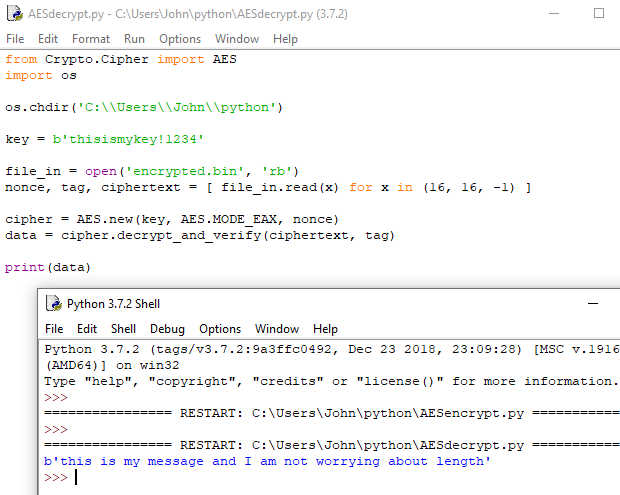 AESdecrypt.py - C:\Users\John\python\AESdecrypt.py (3.7.2)
File Edit Format Run Options Window Help
from Crypto.Cipher import AES
import os
os.chdir('C:\\Users\\John\\python')
key = b'thisismykey!1234'
file_in = open('encrypted.bin', 'rb')
nonce, tag, ciphertext = [ file_in.read(x) for x in (16, 16, -1) ]
cipher = AES.new(key, AES.MODE_EAX, nonce)
data = cipher.decrypt_and_verify(ciphertext, tag)
print(data)
Python 3.7.2 Shell
File Edit Shell Debug Options Window Help
Python 3.7.2 (tags/v3.7.2:9a3ffc0492, Dec 23 2018, 23:09:28) [MSC v.1916
(AMD64)] on win32
Type "help", "copyright", "credits" or "license()" for more information.
>>>
================ RESTART: C:\Users\John\python\AESencrypt.py ===========
>>>
================ RESTART: C:\Users\John\python\AESdecrypt.py ===========
b'this is my message and I am not worrying about length'
>>>